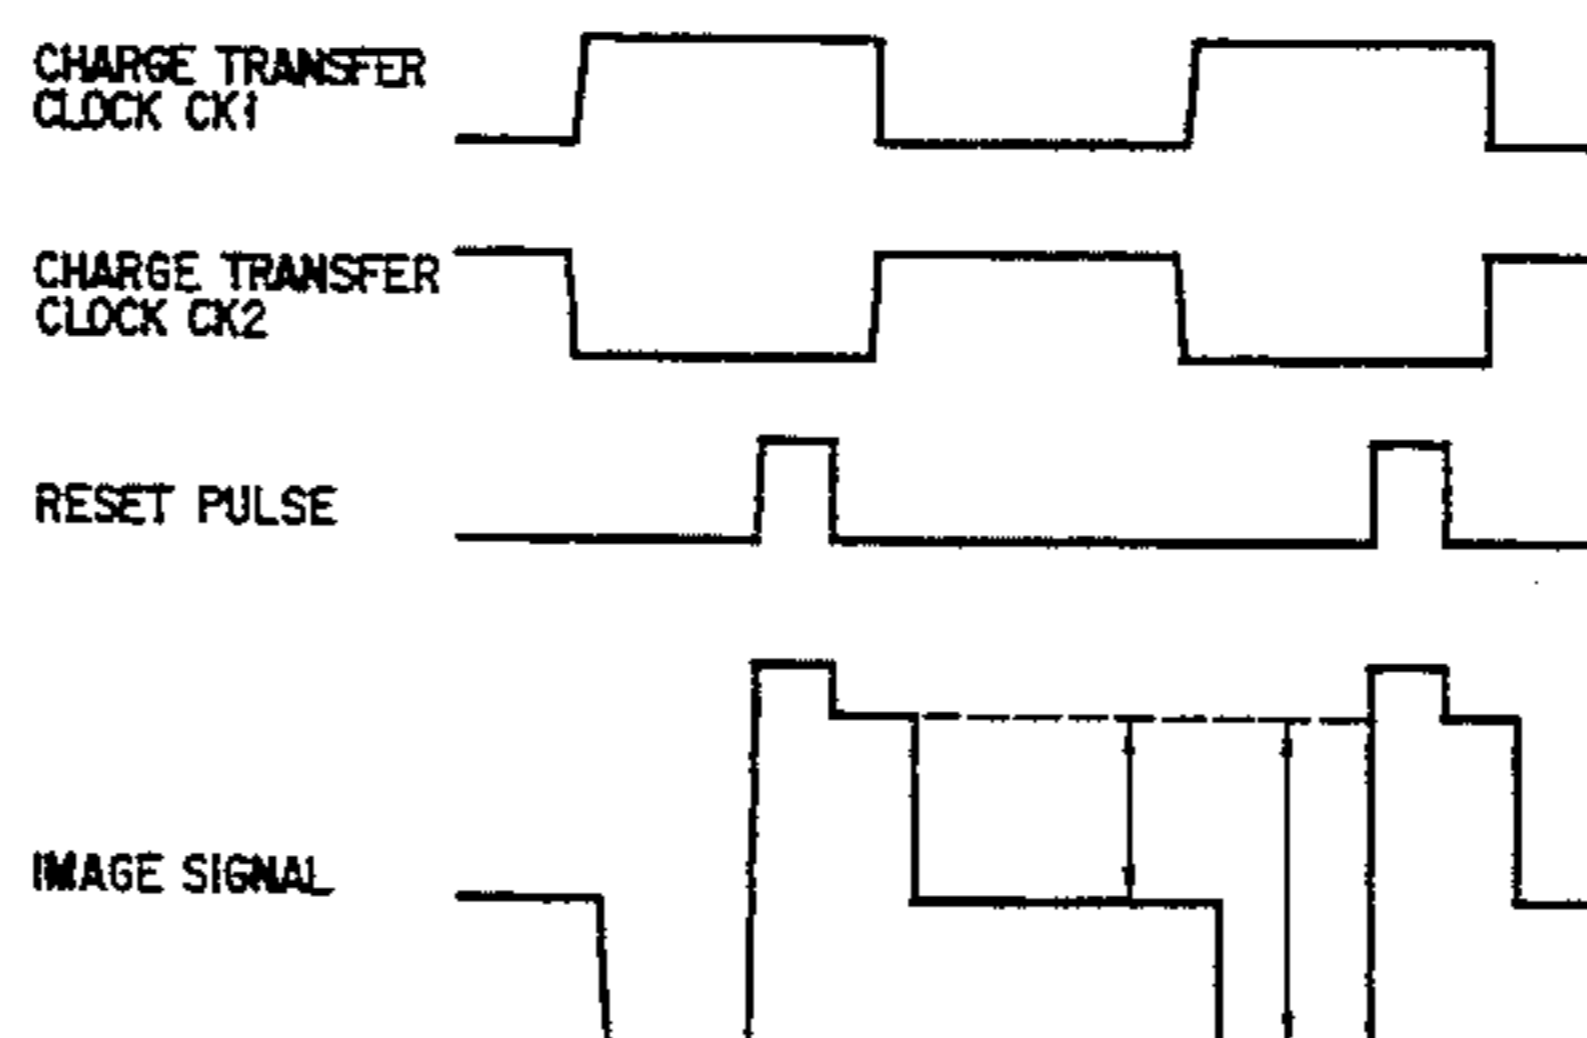 CHARGE TRANSFER
CLOCK CK1
CHARGE TRANSFER
CLOCK CK2
RESET PULSE
IMAGE SIGNAL